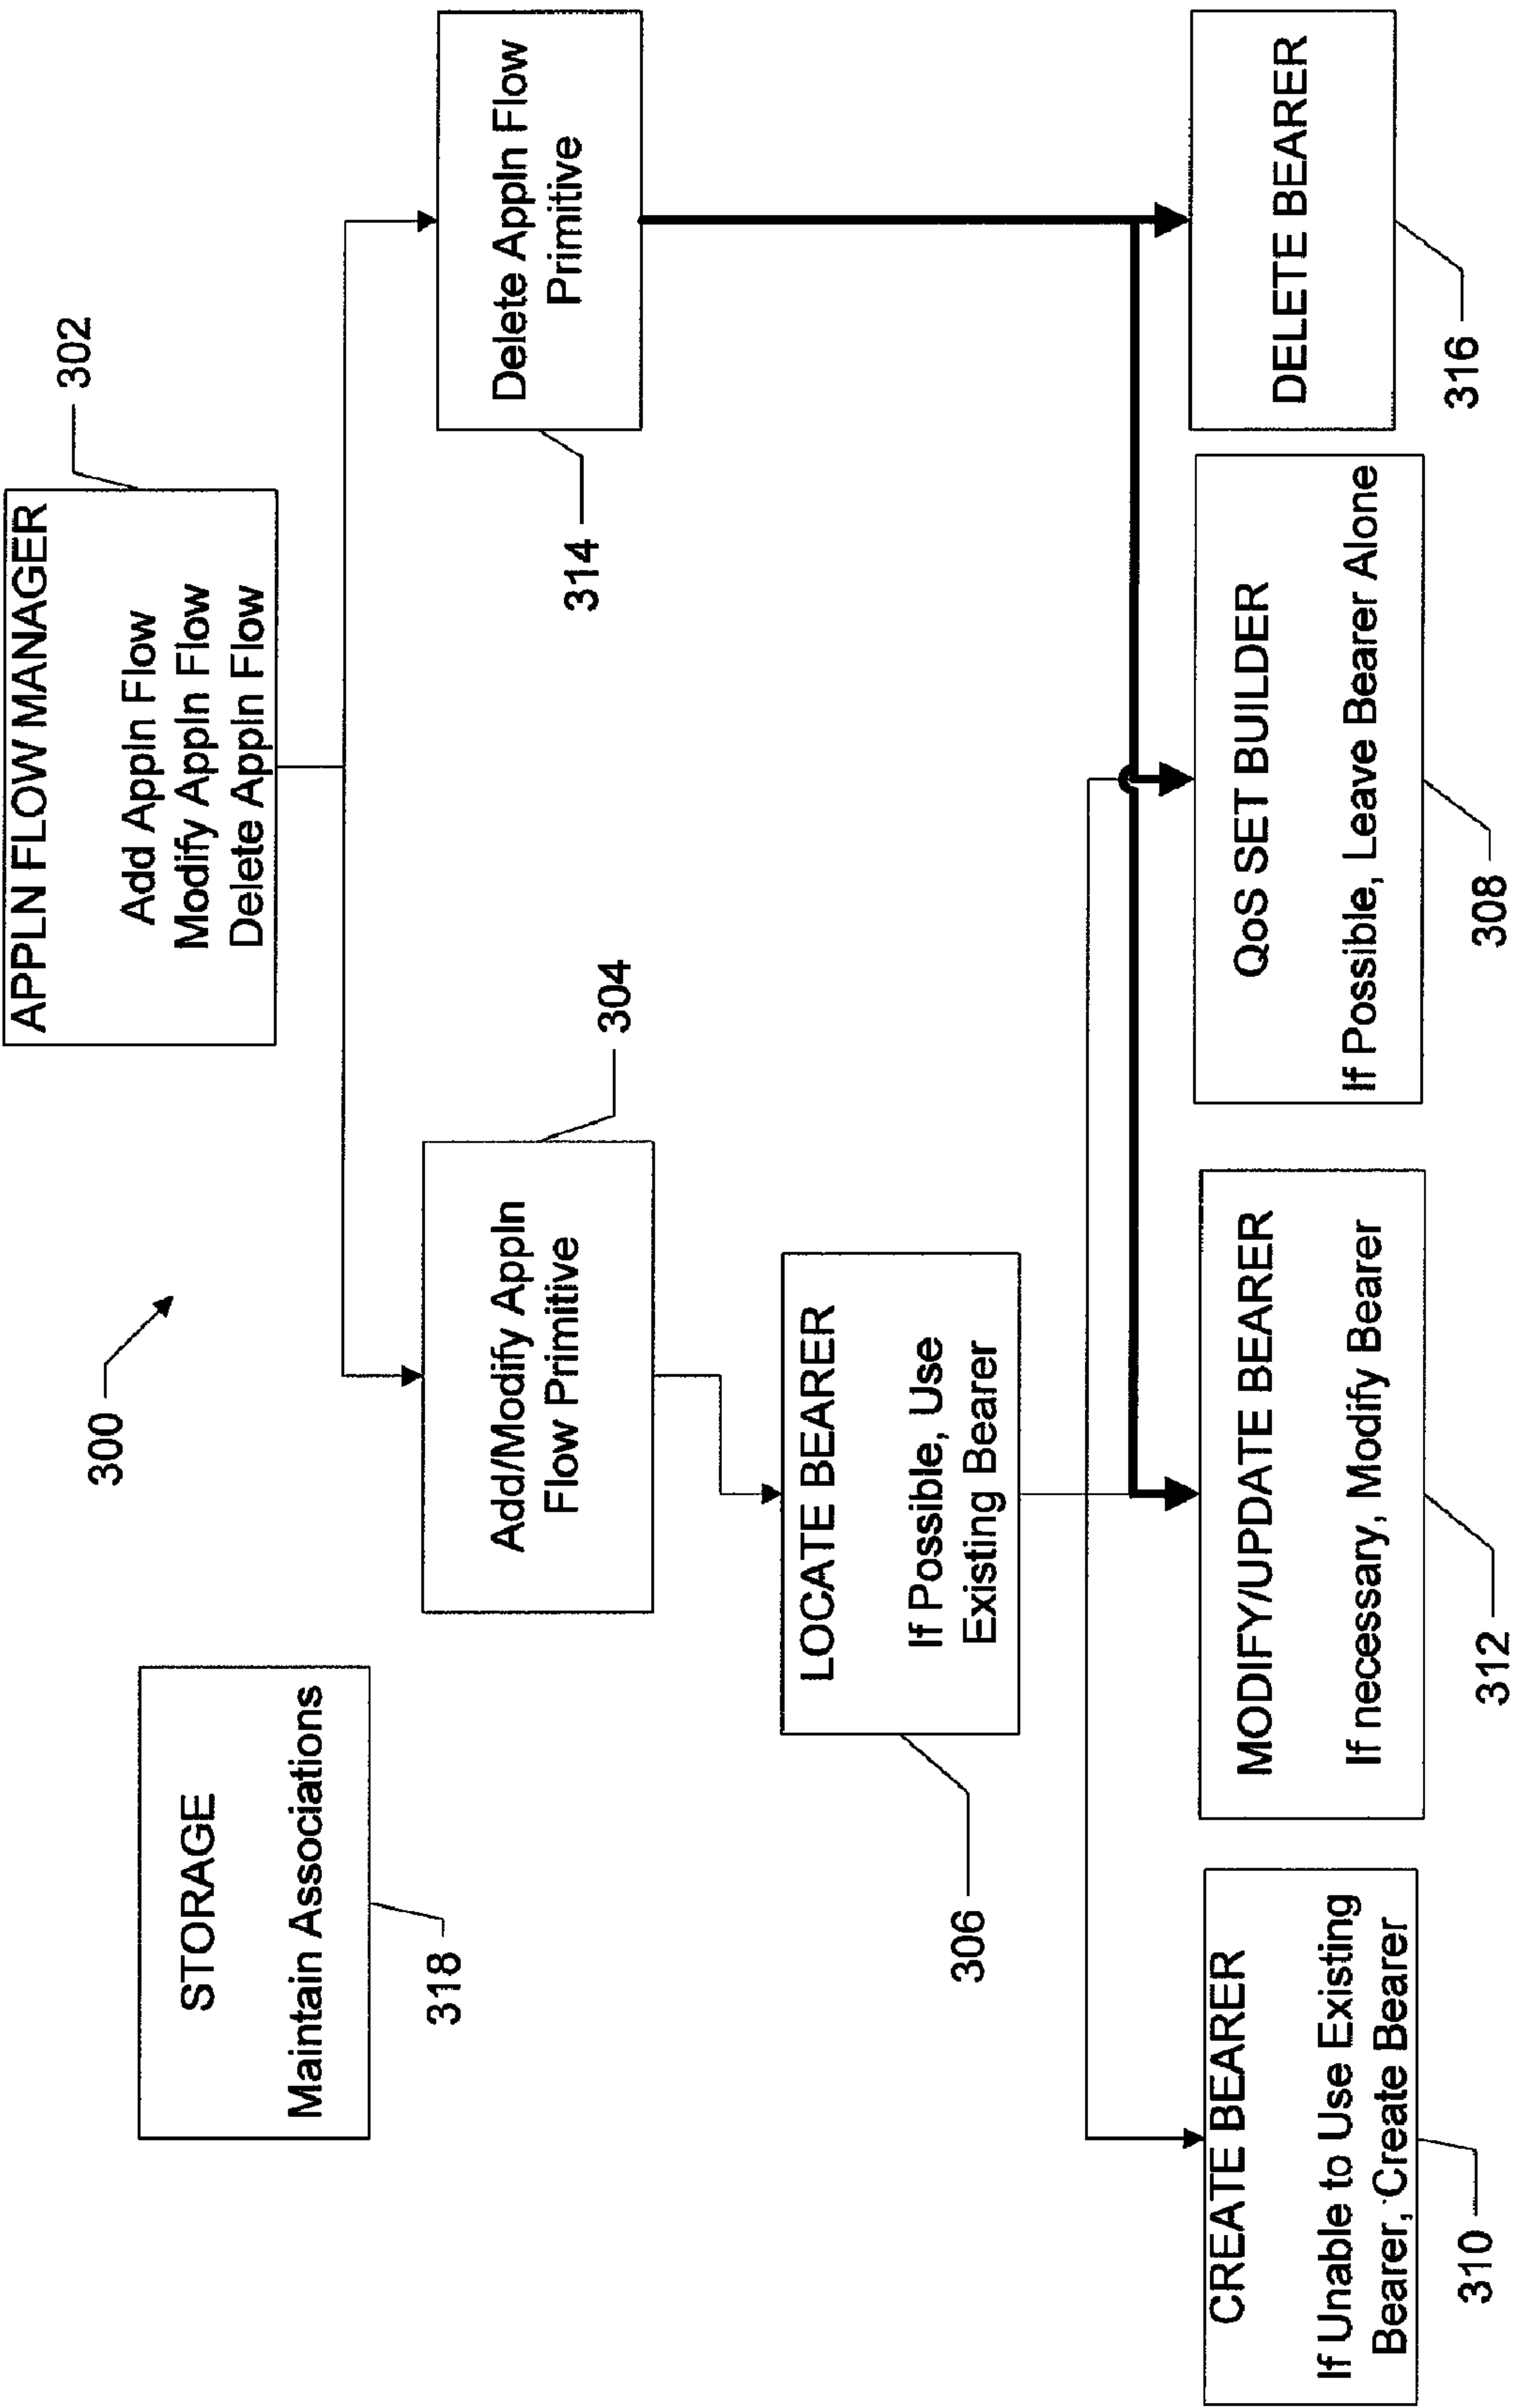 300
APPLN FLOW MANAGER
Add Appln Flow
Modify Appln Flow
Delete Appln Flow
302
STORAGE
Maintain Associations
318
Add/Modify Appln
Flow Primitive
304
Delete Appln Flow
Primitive
314
LOCATE BEARER
If Possible, Use
Existing Bearer
306
CREATE BEARER
If Unable to Use Existing
Bearer, Create Bearer
310
MODIFY/UPDATE BEARER
If necessary, Modify Bearer
312
QoS SET BUILDER
If Possible, Leave Bearer Alone
308
DELETE BEARER
316